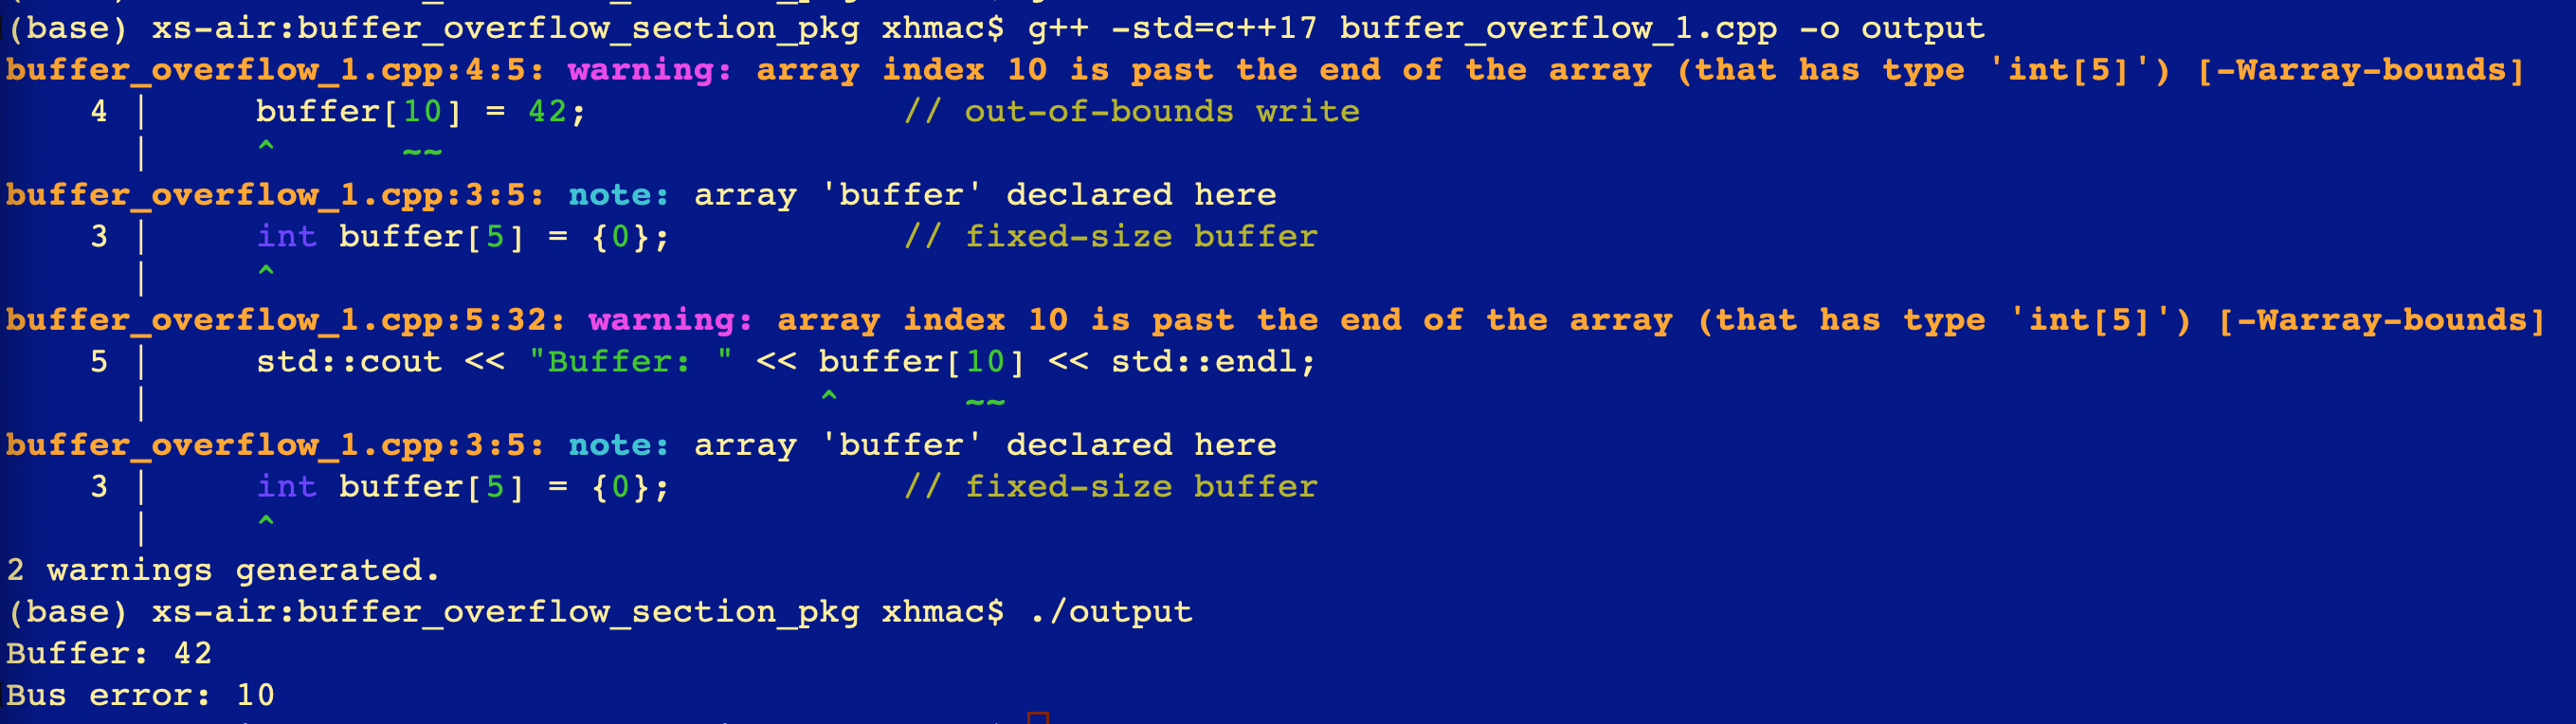 (base) xs-air:buffer_overflow_section_pkg xhmac$ g++ -std=c++17 buffer_overflow_1.cpp -o output
buffer_overflow_1.cpp:4:5: warning: array index 10 is past the end of the array (that has type 'int[5]') [-Warray-bounds]
    4 |     buffer[10] = 42;               // out-of-bounds write
      |     ^      ~~
buffer_overflow_1.cpp:3:5: note: array 'buffer' declared here
    3 |     int buffer[5] = {0};           // fixed-size buffer
      |     ^
buffer_overflow_1.cpp:5:32: warning: array index 10 is past the end of the array (that has type 'int[5]') [-Warray-bounds]
    5 |     std::cout << "Buffer: " << buffer[10] << std::endl;
      |                                ^      ~~
buffer_overflow_1.cpp:3:5: note: array 'buffer' declared here
    3 |     int buffer[5] = {0};           // fixed-size buffer
      |     ^
2 warnings generated.
(base) xs-air:buffer_overflow_section_pkg xhmac$ ./output
Buffer: 42
Bus error: 10